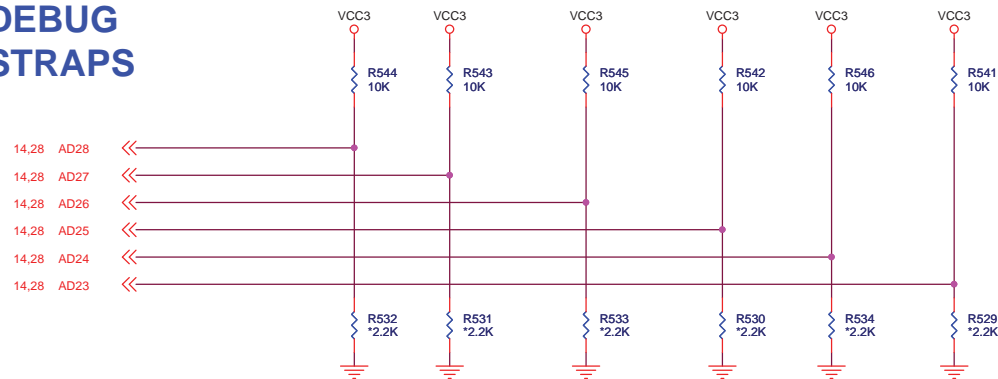 DEBUG
STRAPS
VCC3 VCC3 VCC3 VCC3 VCC3 VCC3
R544 R543 R545 R542 R546 R541
10K 10K 10K 10K 10K 10K
14,28 AD28
14,28 AD27
14,28 AD26
14,28 AD25
14,28 AD24
14,28 AD23
R532 R531 R533 R530 R534 R529
*2.2K *2.2K *2.2K *2.2K *2.2K *2.2K